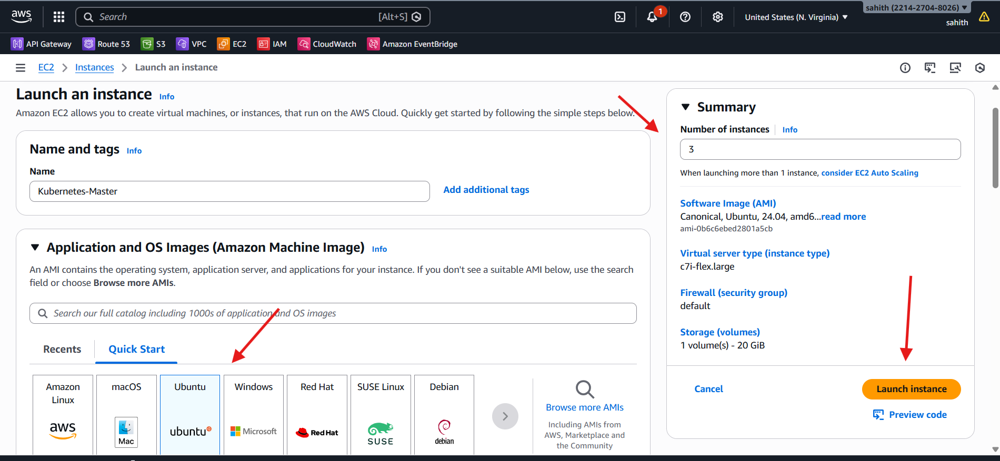 aws
Search [Alt+S]
1
United States (N. Virginia)
sahith (2214-2704-8026)
sahith
API Gateway Route 53 S3 VPC EC2 IAM CloudWatch Amazon EventBridge
EC2 Instances Launch an instance
Launch an instance Info
Amazon EC2 allows you to create virtual machines, or instances, that run on the AWS Cloud. Quickly get started by following the simple steps below.
Name and tags Info
Name
Kubernetes-Master
Add additional tags
Application and OS Images (Amazon Machine Image) Info
An AMI contains the operating system, application server, and applications for your instance. If you don't see a suitable AMI below, use the search
field or choose Browse more AMIs.
Search our full catalog including 1000s of application and OS images
Recents Quick Start
Amazon
Linux
aws
macOS
Mac
Ubuntu
ubuntu
Windows
Microsoft
Red Hat
Red Hat
SUSE Linux
SUSE
Debian
debian
Browse more AMIs
Including AMIs from
AWS, Marketplace and
the Community
Summary
Number of instances Info
3
When launching more than 1 instance, consider EC2 Auto Scaling
Software Image (AMI)
Canonical, Ubuntu, 24.04, amd6...read more
ami-0b6c6ebed2801a5cb
Virtual server type (instance type)
c7i-flex.large
Firewall (security group)
default
Storage (volumes)
1 volume(s) - 20 GiB
Cancel
Launch instance
Preview code